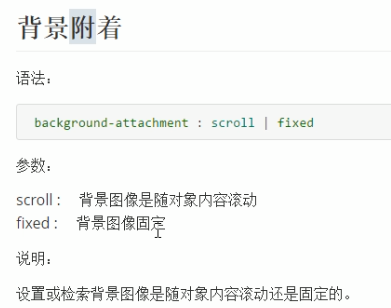 背景附着
语法：
background-attachment : scroll | fixed
参数：
scroll： 背景图像是随对象内容滚动
fixed： 背景图像固定
说明：
设置或检索背景图像是随对象内容滚动还是固定的。